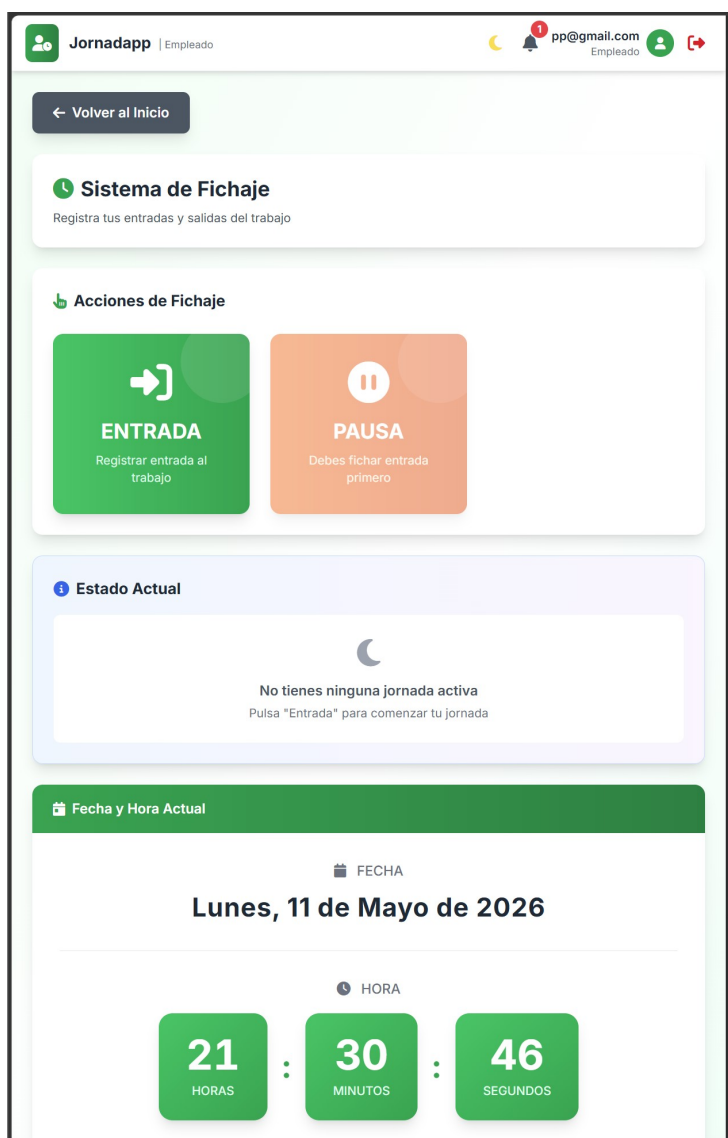 Jornadapp | Empleado
1
pp@gmail.com
Empleado
Volver al Inicio
Sistema de Fichaje
Registra tus entradas y salidas del trabajo
Acciones de Fichaje
ENTRADA
Registrar entrada al
trabajo
PAUSA
Debes fichar entrada
primero
Estado Actual
No tienes ninguna jornada activa
Pulsa "Entrada" para comenzar tu jornada
Fecha y Hora Actual
FECHA
Lunes, 11 de Mayo de 2026
HORA
21 : 30 : 46
HORAS MINUTOS SEGUNDOS